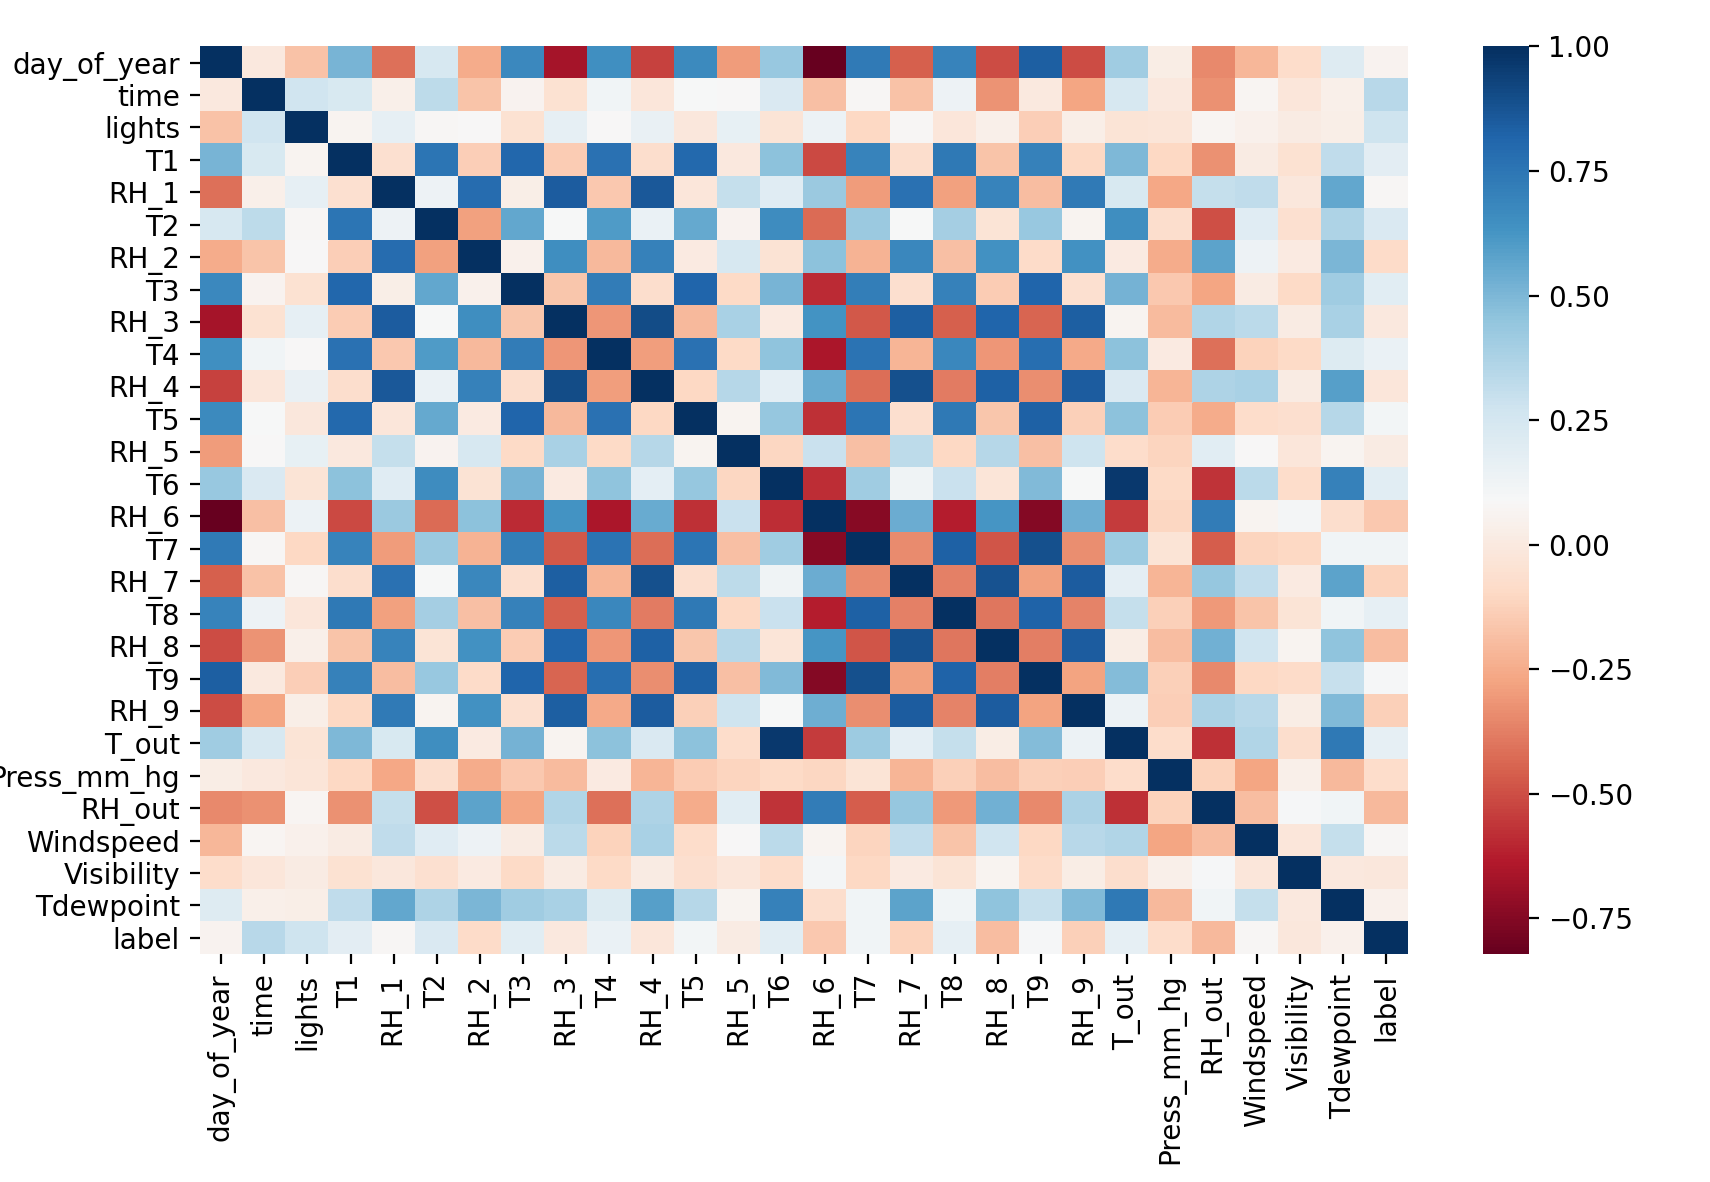 day_of_year
time
lights
T1
RH_1
T2
RH_2
T3
RH_3
T4
RH_4
T5
RH_5
T6
RH_6
T7
RH_7
T8
RH_8
T9
RH_9
T_out
Press_mm_hg
RH_out
Windspeed
Visibility
Tdewpoint
label
day_of_year
time
lights
T1
RH_1
T2
RH_2
T3
RH_3
T4
RH_4
T5
RH_5
T6
RH_6
T7
RH_7
T8
RH_8
T9
RH_9
T_out
Press_mm_hg
RH_out
Windspeed
Visibility
Tdewpoint
label
1.00
0.75
0.50
0.25
0.00
−0.25
−0.50
−0.75